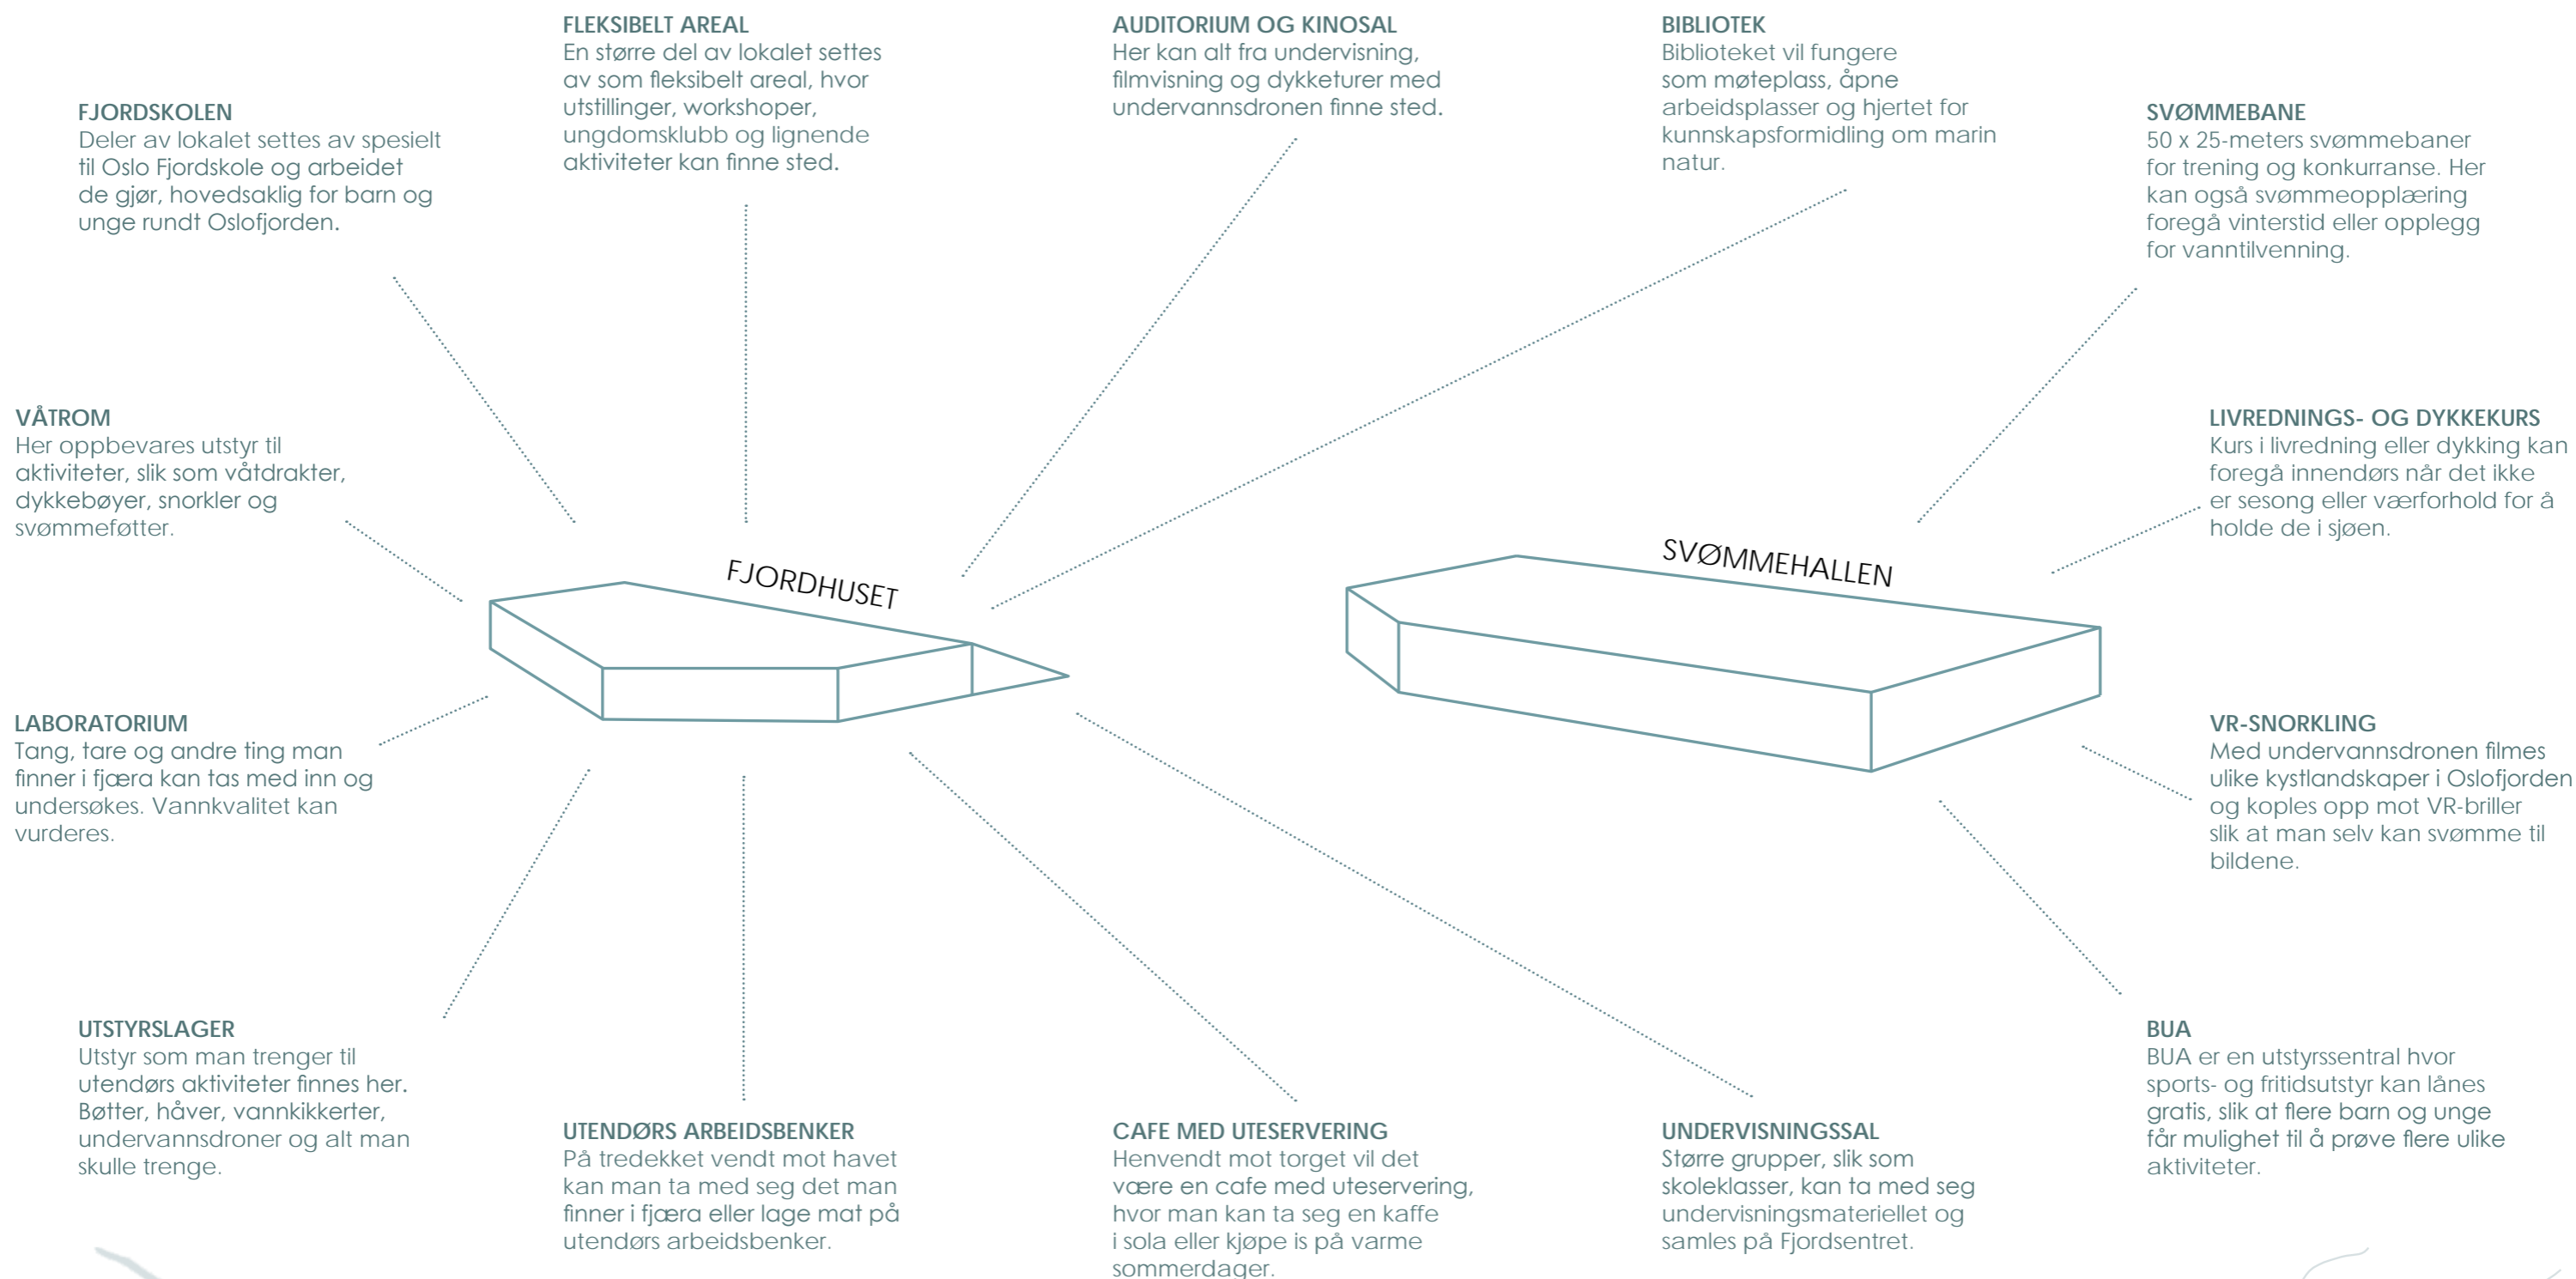 FLEKSIBELT AREAL
En større del av lokalet settes
av som fleksibelt areal, hvor
utstillinger, workshoper,
ungdomsklubb og lignende
aktiviteter kan finne sted.
AUDITORIUM OG KINOSAL
Her kan alt fra undervisning,
filmvisning og dykketurer med
undervannsdronen finne sted.
BIBLIOTEK
Biblioteket vil fungere
som møteplass, åpne
arbeidsplasser og hjertet for
kunnskapsformidling om marin
natur.
FJORDSKOLEN
Deler av lokalet settes av spesielt
til Oslo Fjordskole og arbeidet
de gjør, hovedsaklig for barn og
unge rundt Oslofjorden.
SVØMMEBANE
50 x 25-meters svømmebaner
for trening og konkurranse. Her
kan også svømmeopplæring
foregå vinterstid eller opplegg
for vanntilvenning.
VÅTROM
Her oppbevares utstyr til
aktiviteter, slik som våtdrakter,
dykkebøyer, snorkler og
svømmeføtter.
LIVREDNINGS- OG DYKKEKURS
Kurs i livredning eller dykking kan
foregå innendørs når det ikke
er sesong eller værforhold for å
holde de i sjøen.
FJORDHUSET
SVØMMEHALLEN
LABORATORIUM
Tang, tare og andre ting man
finner i fjæra kan tas med inn og
undersøkes. Vannkvalitet kan
vurderes.
VR-SNORKLING
Med undervannsdronen filmes
ulike kystlandskaper i Oslofjorden
og koples opp mot VR-briller
slik at man selv kan svømme til
bildene.
UTSTYRSLAGER
Utstyr som man trenger til
utendørs aktiviteter finnes her.
Bøtter, håver, vannkikkerter,
undervannsdroner og alt man
skulle trenge.
UTENDØRS ARBEIDSBENKER
På tredekket vendt mot havet
kan man ta med seg det man
finner i fjæra eller lage mat på
utendørs arbeidsbenker.
CAFE MED UTESERVERING
Henvendt mot torget vil det
være en cafe med uteservering,
hvor man kan ta seg en kaffe
i sola eller kjøpe is på varme
sommerdager.
UNDERVISNINGSSAL
Større grupper, slik som
skoleklasser, kan ta med seg
undervisningsmateriellet og
samles på Fjordsentret.
BUA
BUA er en utstyrssentral hvor
sports- og fritidsutstyr kan lånes
gratis, slik at flere barn og unge
får mulighet til å prøve flere ulike
aktiviteter.